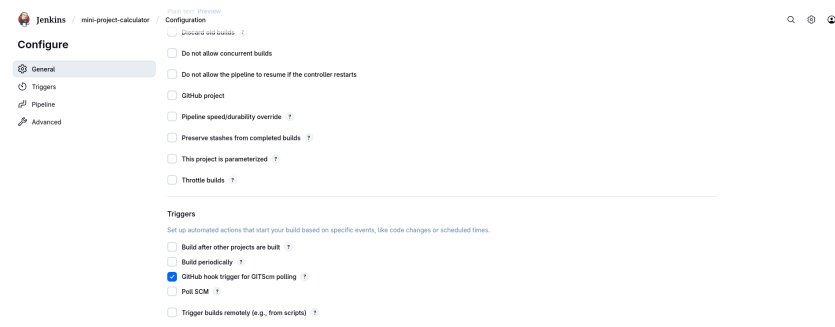 Jenkins / mini-project-calculator / Configuration
Plain text Preview
Configure
General
Triggers
Pipeline
Advanced
Discard old builds ?
Do not allow concurrent builds
Do not allow the pipeline to resume if the controller restarts
GitHub project
Pipeline speed/durability override ?
Preserve stashes from completed builds ?
This project is parameterized ?
Throttle builds ?
Triggers
Set up automated actions that start your build based on specific events, like code changes or scheduled times.
Build after other projects are built ?
Build periodically ?
GitHub hook trigger for GITScm polling ?
Poll SCM ?
Trigger builds remotely (e.g., from scripts) ?